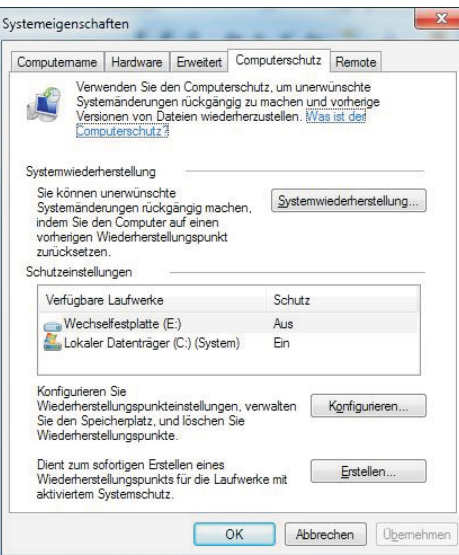 Systemeigenschaften
Computername Hardware Erweitert Computerschutz Remote
Verwenden Sie den Computerschutz, um unerwünschte
Systemänderungen rückgängig zu machen und vorherige
Versionen von Dateien wiederherzustellen. Was ist der
Computerschutz?
Systemwiederherstellung
Sie können unerwünschte
Systemänderungen rückgängig machen,
indem Sie den Computer auf einen
vorherigen Wiederherstellungspunkt
zurücksetzen.
Systemwiederherstellung...
Schutzeinstellungen
Verfügbare Laufwerke Schutz
Wechselfestplatte (E:) Aus
Lokaler Datenträger (C:) (System) Ein
Konfigurieren Sie
Wiederherstellungspunkteinstellungen, verwalten
Sie den Speicherplatz, und löschen Sie
Wiederherstellungspunkte.
Konfigurieren...
Dient zum sofortigen Erstellen eines
Wiederherstellungspunkts für die Laufwerke mit
aktiviertem Systemschutz.
Erstellen...
OK Abbrechen Übernehmen